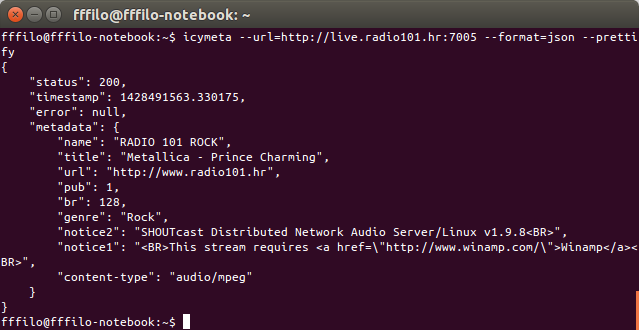 fffilo@fffilo-notebook: ~
fffilo@fffilo-notebook:~$ icymeta --url=http://live.radio101.hr:7005 --format=json --pretti
fy
{
    "status": 200,
    "timestamp": 1428491563.330175,
    "error": null,
    "metadata": {
        "name": "RADIO 101 ROCK",
        "title": "Metallica - Prince Charming",
        "url": "http://www.radio101.hr",
        "pub": 1,
        "br": 128,
        "genre": "Rock",
        "notice2": "SHOUTcast Distributed Network Audio Server/Linux v1.9.8<BR>",
        "notice1": "<BR>This stream requires <a href=\"http://www.winamp.com/\">Winamp</a><
BR>",
        "content-type": "audio/mpeg"
    }
}
fffilo@fffilo-notebook:~$